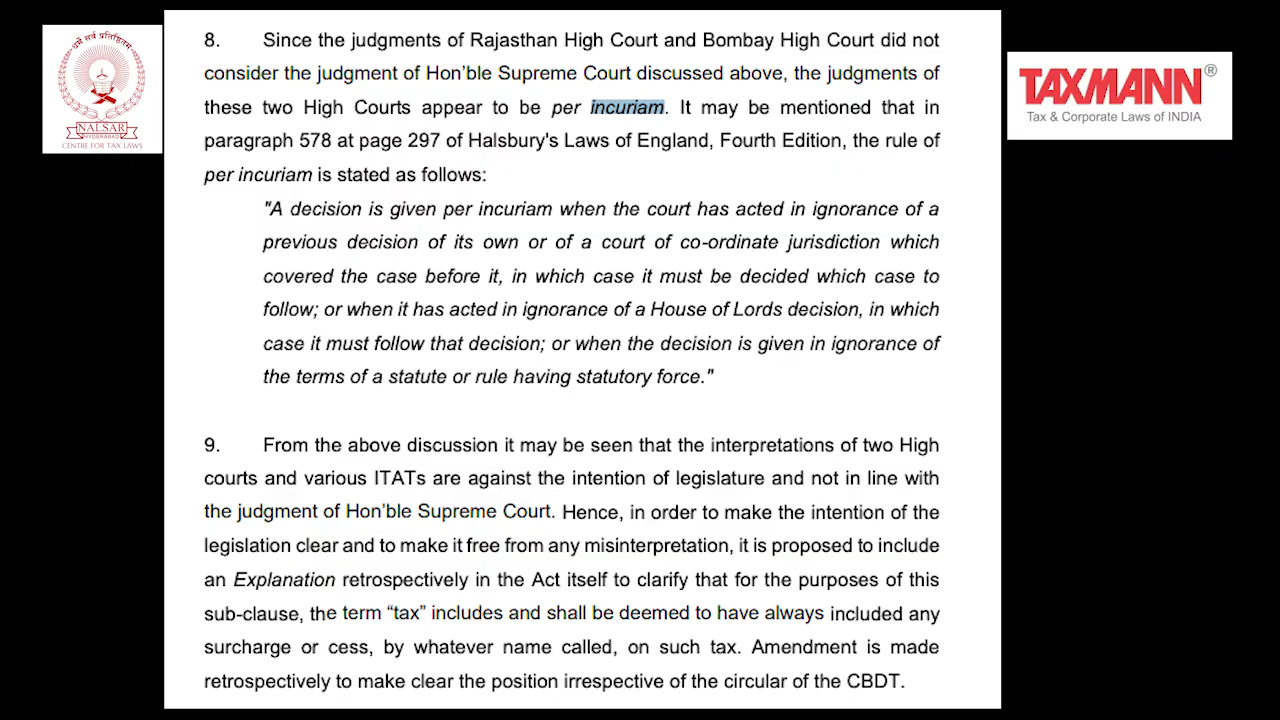 धर्मे सर्वं प्रतिष्ठितम्
NALSAR
HYDERABAD
CENTRE FOR TAX LAWS
8. Since the judgments of Rajasthan High Court and Bombay High Court did not
consider the judgment of Hon’ble Supreme Court discussed above, the judgments of
these two High Courts appear to be per incuriam. It may be mentioned that in
paragraph 578 at page 297 of Halsbury's Laws of England, Fourth Edition, the rule of
per incuriam is stated as follows:
"A decision is given per incuriam when the court has acted in ignorance of a
previous decision of its own or of a court of co-ordinate jurisdiction which
covered the case before it, in which case it must be decided which case to
follow; or when it has acted in ignorance of a House of Lords decision, in which
case it must follow that decision; or when the decision is given in ignorance of
the terms of a statute or rule having statutory force."
9. From the above discussion it may be seen that the interpretations of two High
courts and various ITATs are against the intention of legislature and not in line with
the judgment of Hon’ble Supreme Court. Hence, in order to make the intention of the
legislation clear and to make it free from any misinterpretation, it is proposed to include
an Explanation retrospectively in the Act itself to clarify that for the purposes of this
sub-clause, the term “tax” includes and shall be deemed to have always included any
surcharge or cess, by whatever name called, on such tax. Amendment is made
retrospectively to make clear the position irrespective of the circular of the CBDT.
TAXMANN®
Tax & Corporate Laws of INDIA